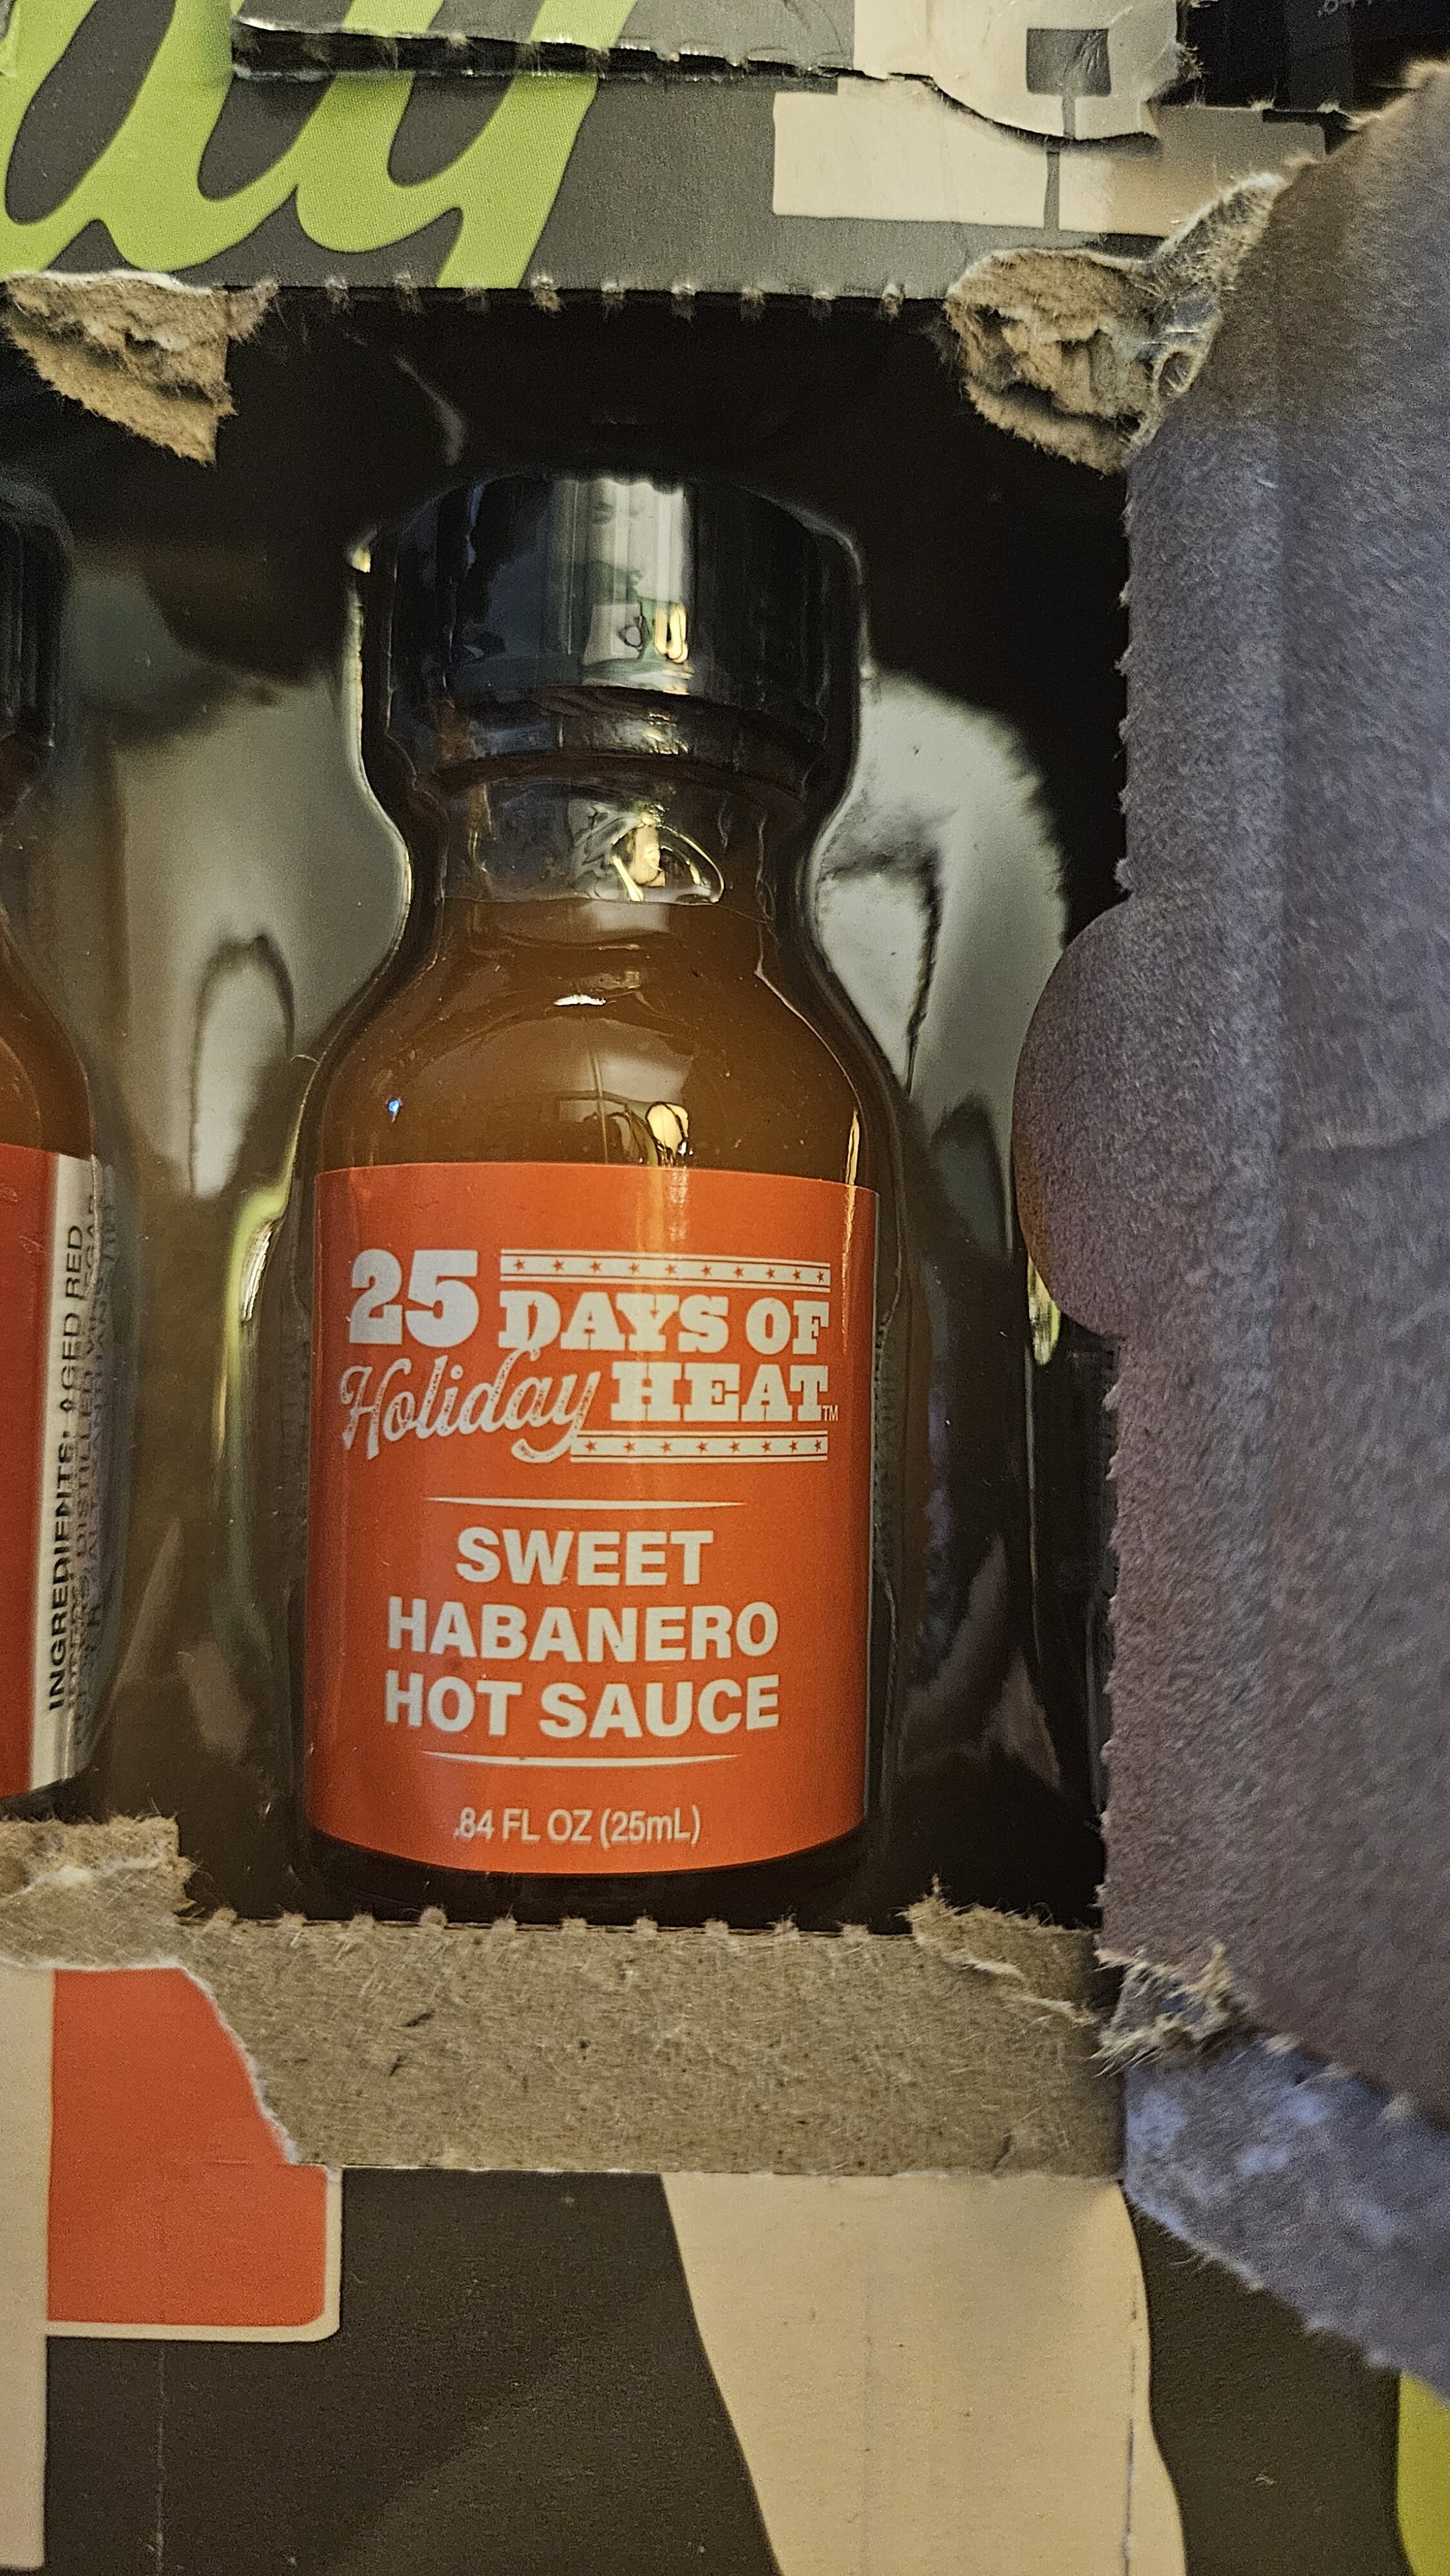 25 DAYS OF
Holiday HEAT™
SWEET
HABANERO
HOT SAUCE
.84 FL OZ (25mL)
INGREDIENTS: AGED RED